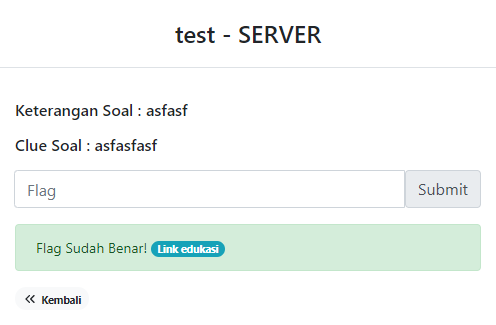 test - SERVER
Keterangan Soal : asfasf
Clue Soal : asfasfasf
Flag Submit
Flag Sudah Benar! Link edukasi
« Kembali